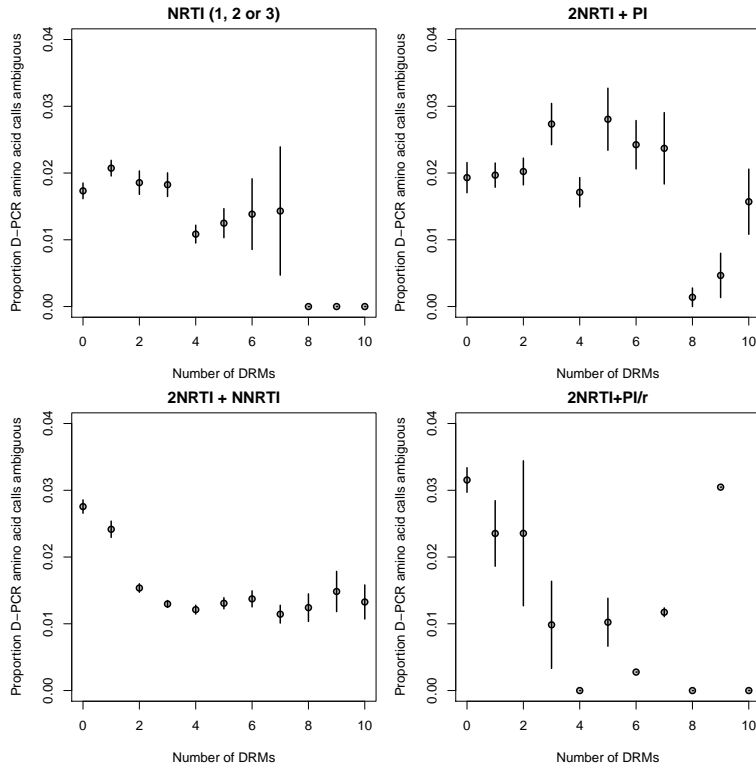 NRTI (1, 2 or 3)
Proportion D−PCR amino acid calls ambiguous
0.04
0.03
0.02
0.01
0.00
0 2 4 6 8 10
Number of DRMs
2NRTI + PI
Proportion D−PCR amino acid calls ambiguous
0.04
0.03
0.02
0.01
0.00
0 2 4 6 8 10
Number of DRMs
2NRTI + NNRTI
Proportion D−PCR amino acid calls ambiguous
0.04
0.03
0.02
0.01
0.00
0 2 4 6 8 10
Number of DRMs
2NRTI+PI/r
Proportion D−PCR amino acid calls ambiguous
0.04
0.03
0.02
0.01
0.00
0 2 4 6 8 10
Number of DRMs